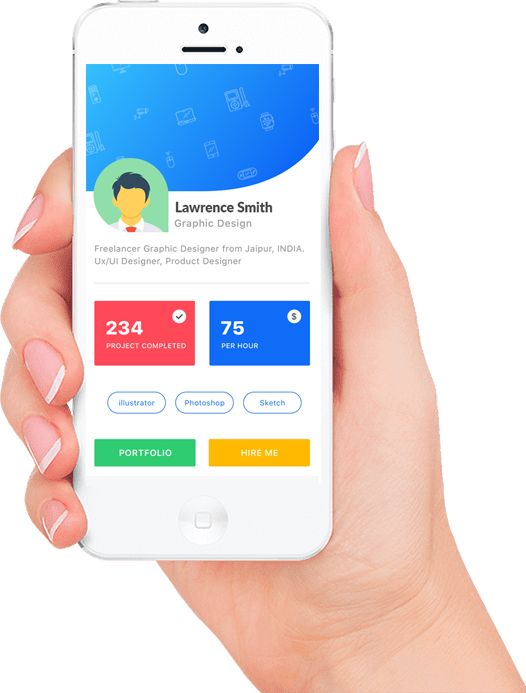 Lawrence Smith
Graphic Design
Freelancer Graphic Designer from Jaipur, INDIA.
Ux/UI Designer, Product Designer
234
PROJECT COMPLETED
$
75
PER HOUR
illustrator
Photoshop
Sketch
PORTFOLIO
HIRE ME